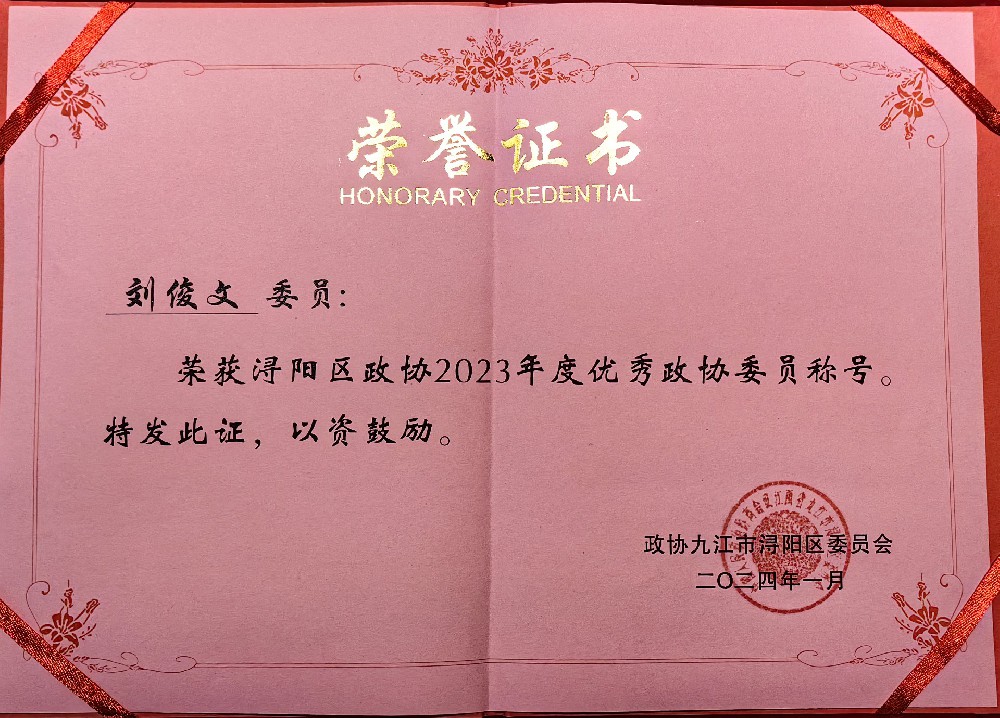 荣誉证书
HONORARY CREDENTIAL
刘俊文 委员:
荣获浔阳区政协2023年度优秀政协委员称号。
特发此证，以资鼓励。
政协九江市浔阳区委员会
二〇二四年一月